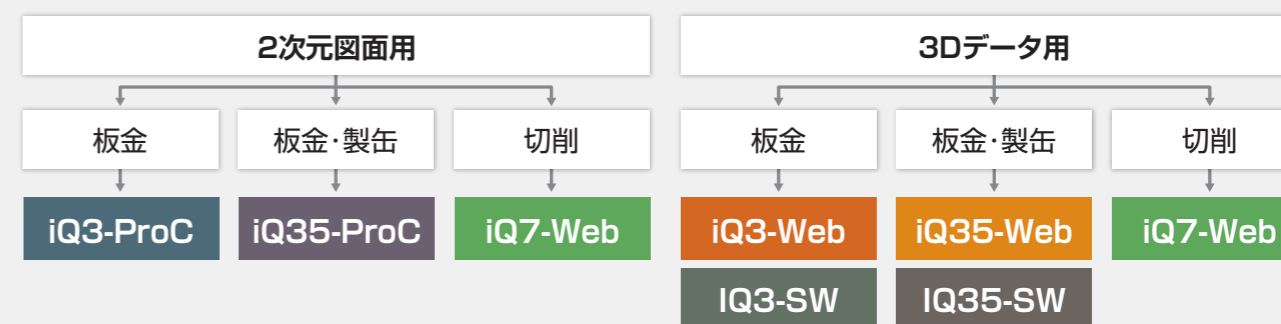 2次元図面用
板金
板金・製缶
切削
iQ3-ProC
iQ35-ProC
iQ7-Web
3Dデータ用
板金
板金・製缶
切削
iQ3-Web
iQ35-Web
iQ7-Web
IQ3-SW
IQ35-SW